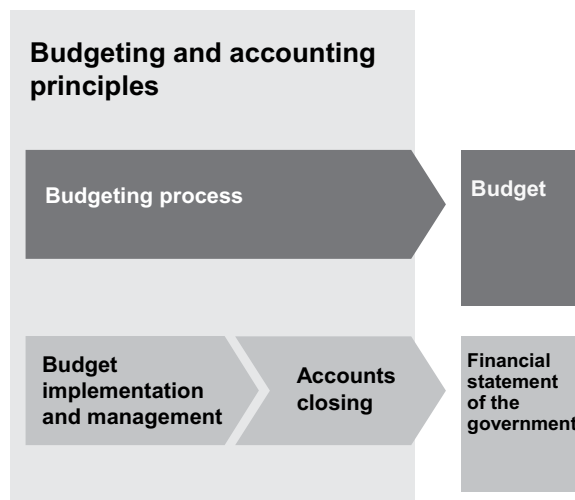 Budgeting and accounting
principles
Budgeting process
Budget
Budget
implementation
and management
Accounts
closing
Financial
statement
of the
government